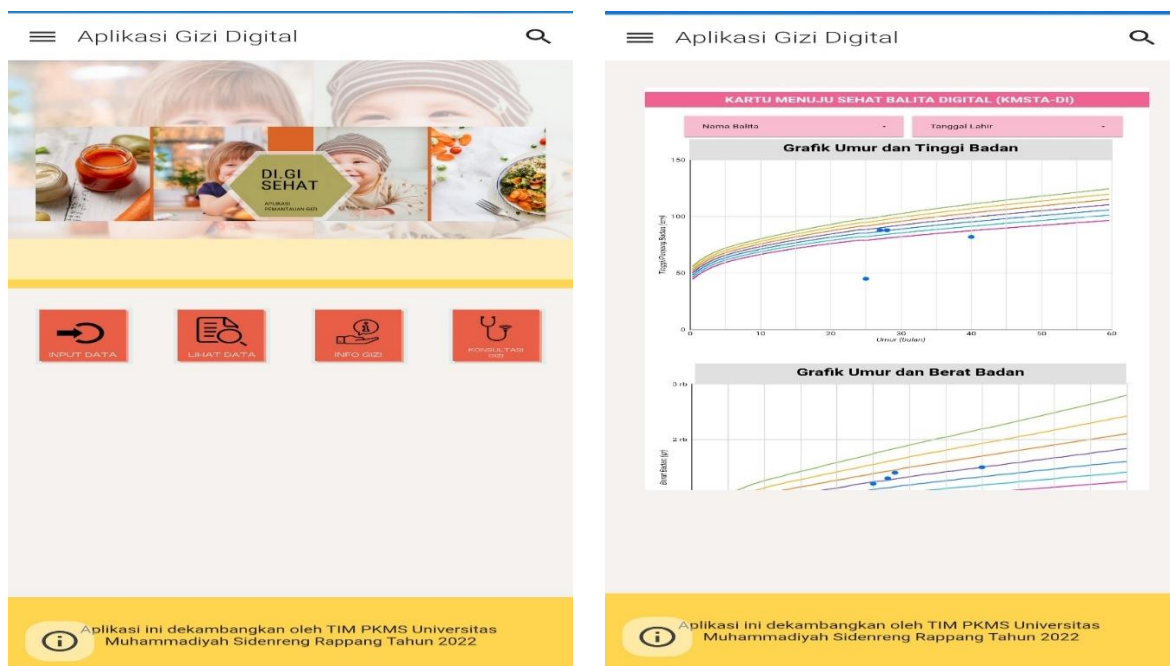 Aplikasi Gizi Digital
DI.GI
SEHAT
APLIKASI
PEMANTAUAN GIZI
INPUT DATA
LIHAT DATA
INFO GIZI
KONSULTASI
GIZI
Aplikasi ini dekambangkan oleh TIM PKMS Universitas
Muhammadiyah Sidenreng Rappang Tahun 2022
Aplikasi Gizi Digital
KARTU MENUJU SEHAT BALITA DIGITAL (KMSTA-DI)
Nama Balita -
Tanggal Lahir -
Grafik Umur dan Tinggi Badan
Tinggi/Panjang Badan (cm)
150
100
50
0
0 10 20 30 40 50 60
Umur (bulan)
Grafik Umur dan Berat Badan
Berat Badan (gr)
3 rb
2 rb
Aplikasi ini dekambangkan oleh TIM PKMS Universitas
Muhammadiyah Sidenreng Rappang Tahun 2022